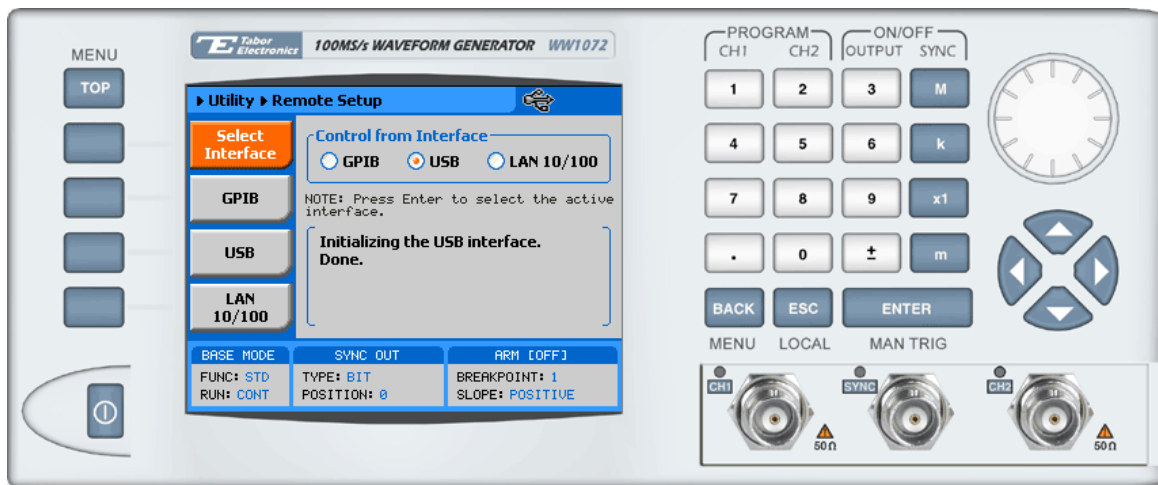 MENU
TOP
Tabor Electronics 100MS/s WAVEFORM GENERATOR WW1072
Utility Remote Setup
Select
Interface
GPIB
USB
LAN
10/100
Control from Interface
GPIB USB LAN 10/100
NOTE: Press Enter to select the active
interface.
Initializing the USB interface.
Done.
BASE MODE SYNC OUT ARM [OFF]
FUNC: STD TYPE: BIT BREAKPOINT: 1
RUN: CONT POSITION: 0 SLOPE: POSITIVE
PROGRAM ON/OFF
CH1 CH2 OUTPUT SYNC
1 2 3 M
4 5 6 k
7 8 9 x1
. 0 ± m
BACK ESC ENTER
MENU LOCAL MAN TRIG
CH1 SYNC CH2
50Ω 50Ω